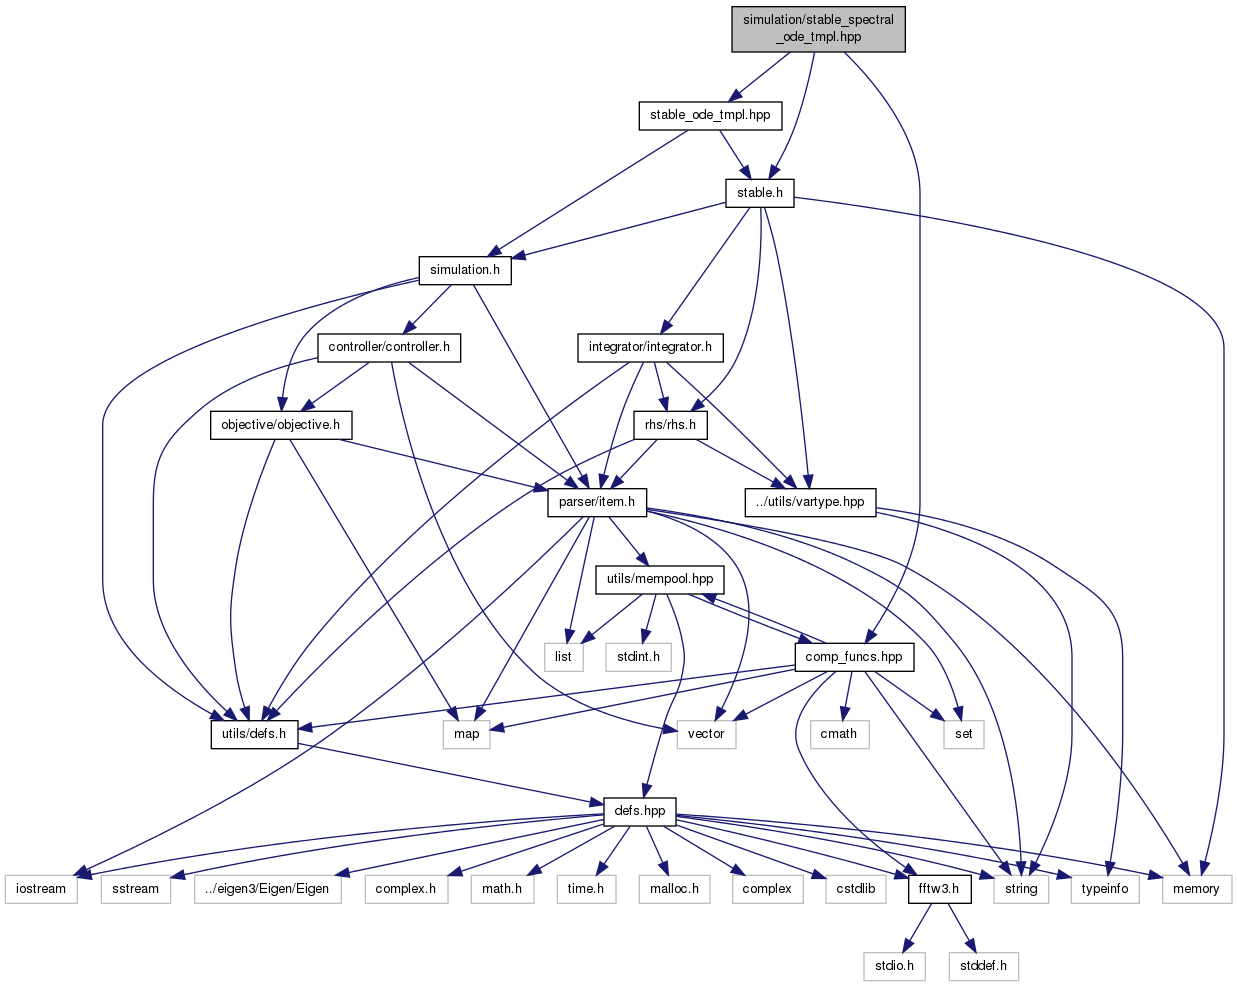 simulation/stable_spectral
_ode_tmpl.hpp
stable_ode_tmpl.hpp
stable.h
simulation.h
controller/controller.h
integrator/integrator.h
objective/objective.h
rhs/rhs.h
parser/item.h
../utils/vartype.hpp
utils/mempool.hpp
list
stdint.h
comp_funcs.hpp
utils/defs.h
map
vector
cmath
set
defs.hpp
iostream
sstream
../eigen3/Eigen/Eigen
complex.h
math.h
time.h
malloc.h
complex
cstdlib
fftw3.h
string
typeinfo
memory
stdio.h
stddef.h